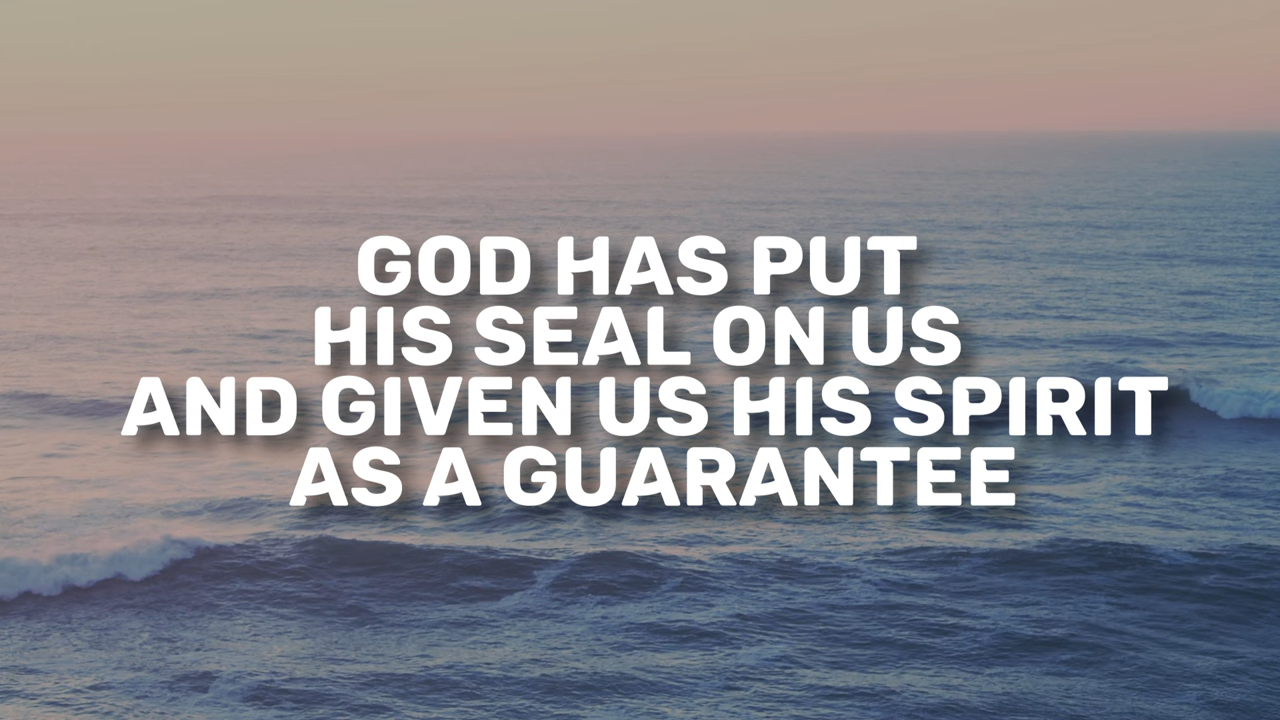 GOD HAS PUT
HIS SEAL ON US
AND GIVEN US HIS SPIRIT
AS A GUARANTEE